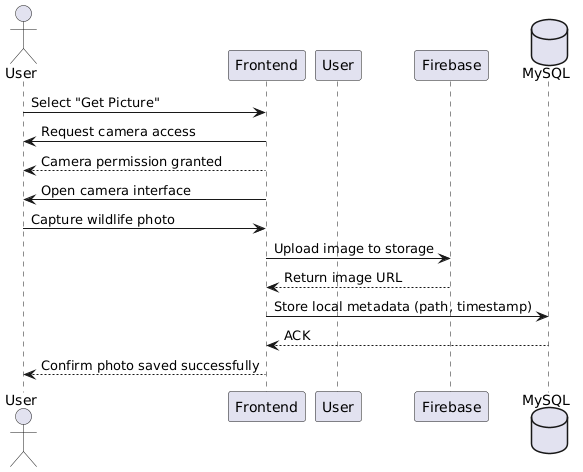 User
Frontend
User
Firebase
MySQL
Select "Get Picture"
Request camera access
Camera permission granted
Open camera interface
Capture wildlife photo
Upload image to storage
Return image URL
Store local metadata (path, timestamp)
ACK
Confirm photo saved successfully
User
Frontend
User
Firebase
MySQL